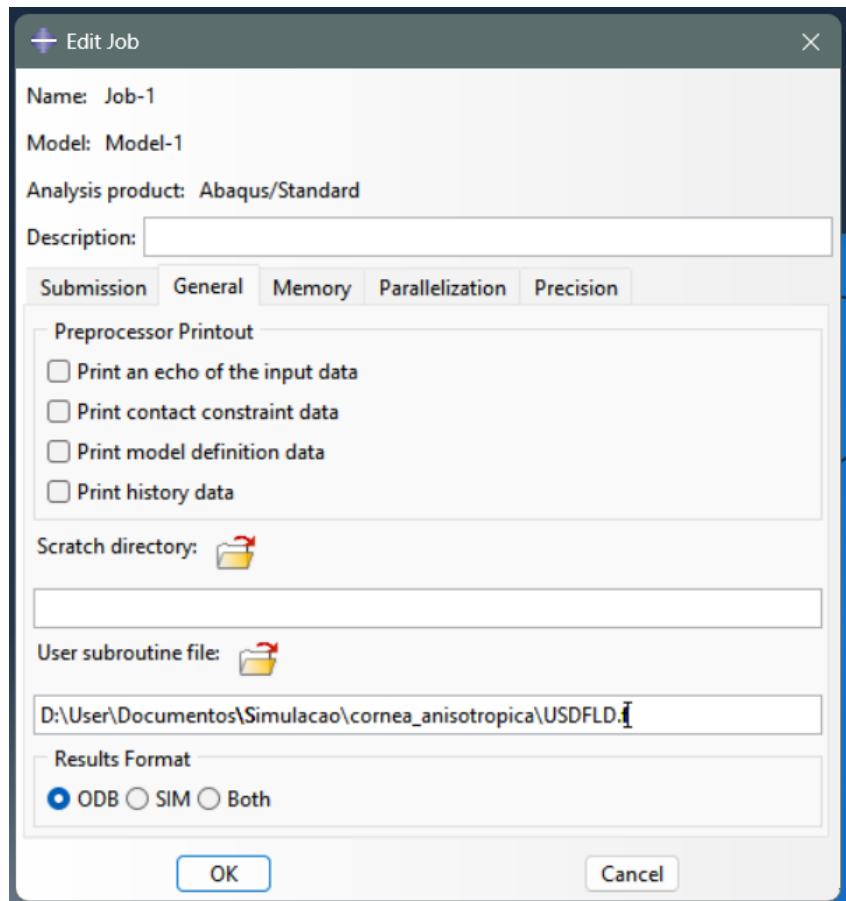 Edit Job
Name: Job-1
Model: Model-1
Analysis product: Abaqus/Standard
Description:
Submission General Memory Parallelization Precision
Preprocessor Printout
Print an echo of the input data
Print contact constraint data
Print model definition data
Print history data
Scratch directory:
User subroutine file:
D:\User\Documentos\Simulacao\cornea_anisotropica\USDFLD.f
Results Format
ODB SIM Both
OK Cancel